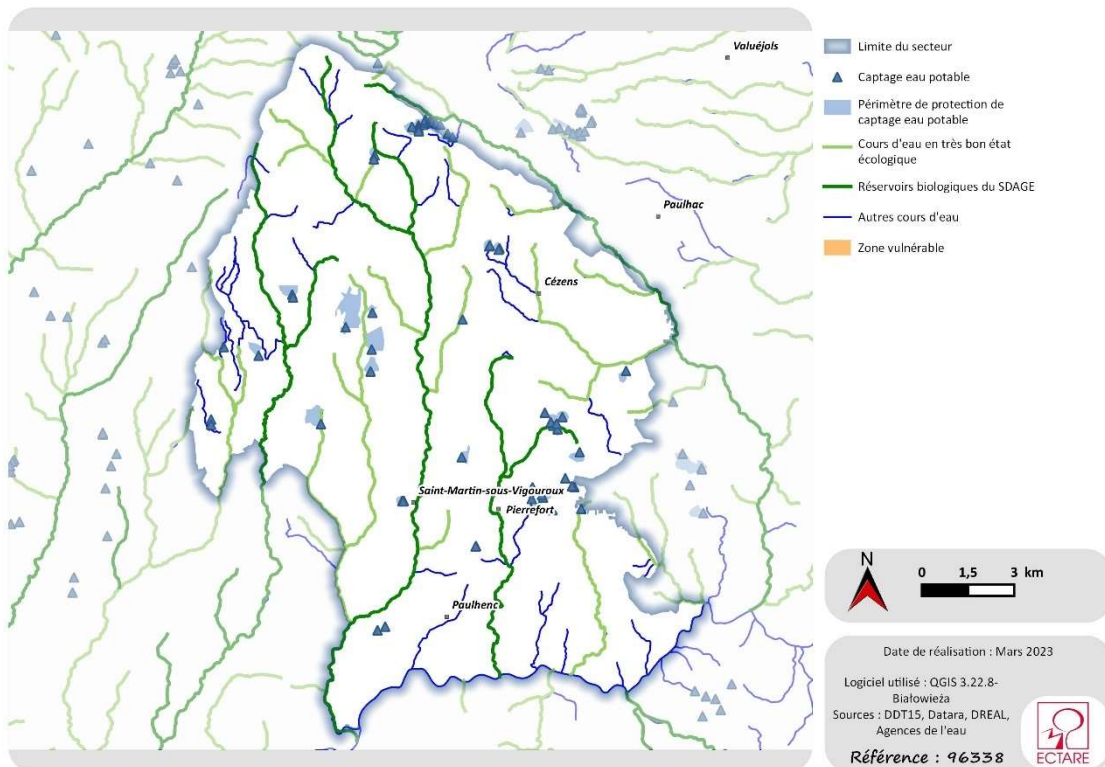 Valuéjols
Paulhac
Cézens
Saint-Martin-sous-Vigouroux
Pierrefort
Paulhenc
Limite du secteur
Captage eau potable
Périmètre de protection de
captage eau potable
Cours d'eau en très bon état
écologique
Réservoirs biologiques du SDAGE
Autres cours d'eau
Zone vulnérable
N
0 1,5 3 km
Date de réalisation : Mars 2023
Logiciel utilisé : QGIS 3.22.8-
Białowieża
Sources : DDT15, Datara, DREAL,
Agences de l'eau
Référence : 96338
ECTARE